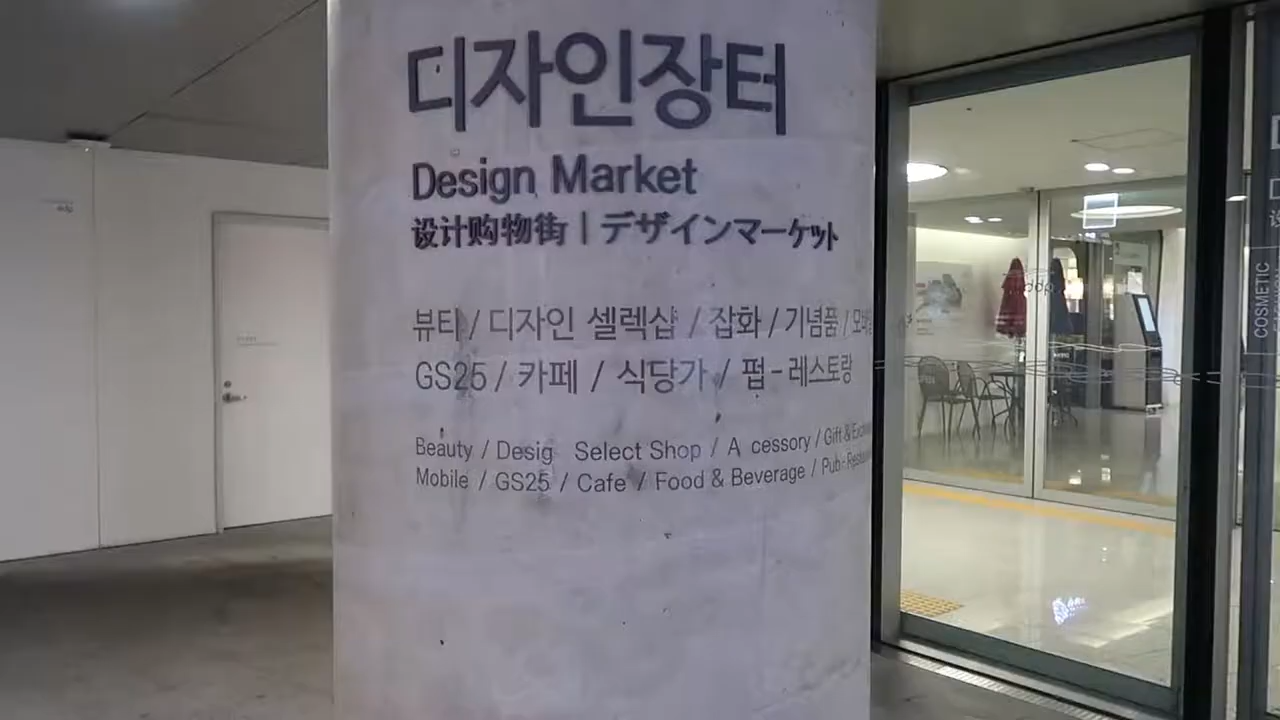 디자인장터
Design Market
设计购物街 | デザインマーケット
뷰티 / 디자인 셀렉샵 / 잡화 / 기념품 /
GS25 / 카페 / 식당가 / 펍-레스토랑
Beauty / Desig Select Shop / A cessory / Gift &
Mobile / GS25 / Cafe / Food & Beverage / Pub-
COSMETIC